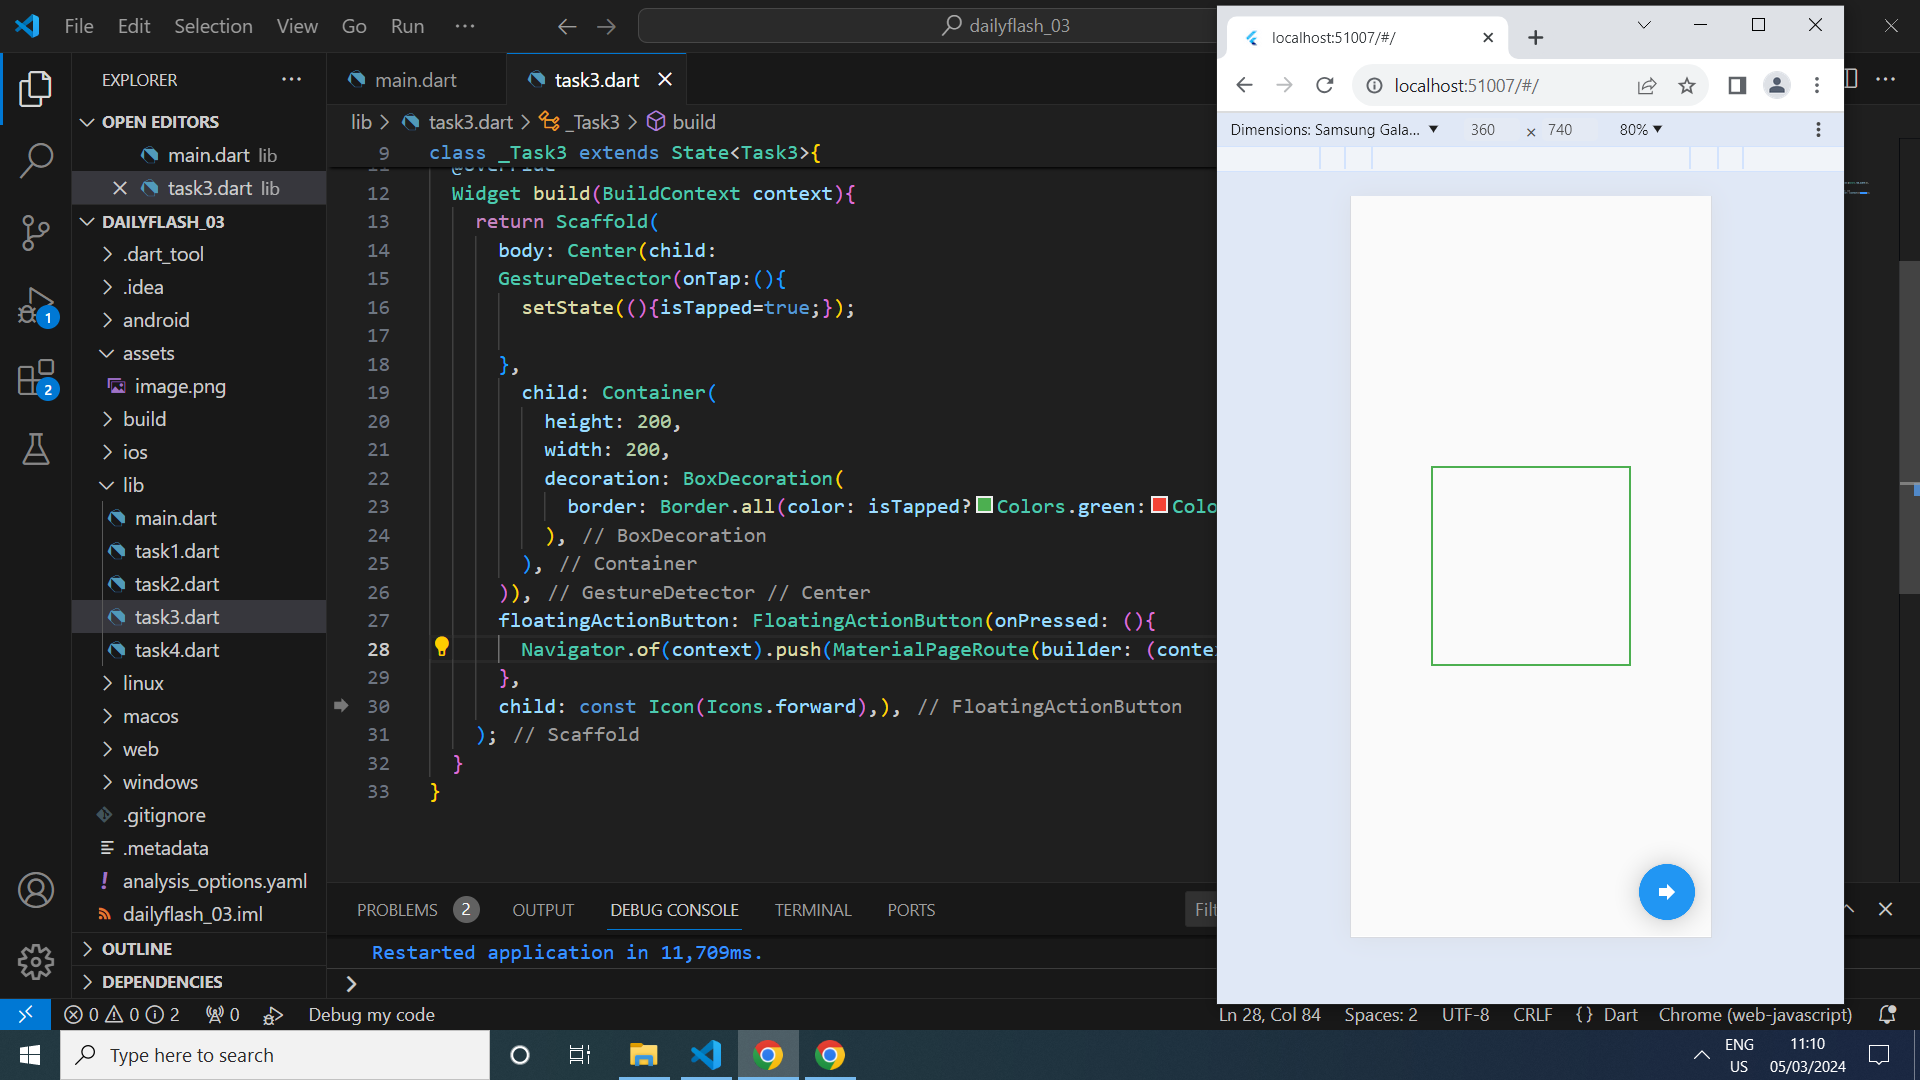 File Edit Selection View Go Run ···
dailyflash_03
EXPLORER
OPEN EDITORS
main.dart lib
task3.dart lib
DAILYFLASH_03
.dart_tool
.idea
android
assets
image.png
build
ios
lib
main.dart
task1.dart
task2.dart
task3.dart
task4.dart
linux
macos
web
windows
.gitignore
.metadata
analysis_options.yaml
dailyflash_03.iml
OUTLINE
DEPENDENCIES
1
2
main.dart
task3.dart
lib > task3.dart > _Task3 > build
9 class _Task3 extends State<Task3>{
11 @override
12 Widget build(BuildContext context){
13 return Scaffold(
14 body: Center(child:
15 GestureDetector(onTap:(){
16 setState((){isTapped=true;});
17
18 },
19 child: Container(
20 height: 200,
21 width: 200,
22 decoration: BoxDecoration(
23 border: Border.all(color: isTapped?Colors.green:Colo
24 ), // BoxDecoration
25 ), // Container
26 )), // GestureDetector // Center
27 floatingActionButton: FloatingActionButton(onPressed: (){
28 Navigator.of(context).push(MaterialPageRoute(builder: (conte
29 },
30 child: const Icon(Icons.forward),), // FloatingActionButton
31 ); // Scaffold
32 }
33 }
PROBLEMS 2 OUTPUT DEBUG CONSOLE TERMINAL PORTS
Filt
Restarted application in 11,709ms.
>
localhost:51007/#/
localhost:51007/#/
Dimensions: Samsung Gala... ▼ 360 × 740 80% ▼
0 0 2 0 Debug my code
Ln 28, Col 84 Spaces: 2 UTF-8 CRLF {} Dart Chrome (web-javascript)
Type here to search
ENG
US
11:10
05/03/2024